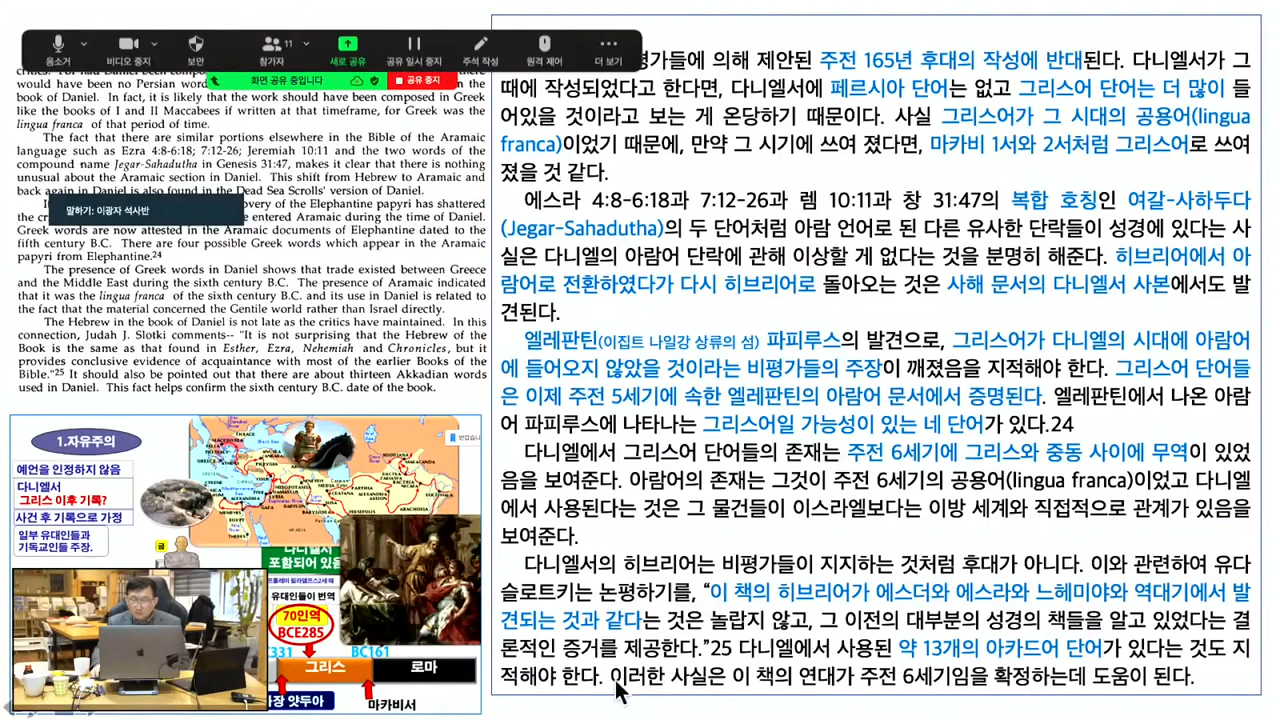 음소거
비디오 중지
보안
참가자
11
새로 공유
공유 일시 중지
주석 작성
원격 제어
더 보기
화면 공유 중입니다
공유 중지
would have been no Persian word
in the
book of Daniel. In fact, it is likely that the work should have been composed in Greek
like the books of I and II Maccabees if written at that timeframe, for Greek was the
lingua franca of that period of time.
The fact that there are similar portions elsewhere in the Bible of the Aramaic
language such as Ezra 4:8-6:18; 7:12-26; Jeremiah 10:11 and the two words of the
compound name Jegar-Sahadutha in Genesis 31:47, makes it clear that there is nothing
unusual about the Aramaic section in Daniel. This shift from Hebrew to Aramaic and
back again in Daniel is also found in the Dead Sea Scrolls' version of Daniel.
말하기: 이광자 석사반
overy of the Elephantine papyri has shattered
the cr
e entered Aramaic during the time of Daniel.
Greek words are now attested in the Aramaic documents of Elephantine dated to the
fifth century B.C. There are four possible Greek words which appear in the Aramaic
papyri from Elephantine.24
The presence of Greek words in Daniel shows that trade existed between Greece
and the Middle East during the sixth century B.C. The presence of Aramaic indicated
that it was the lingua franca of the sixth century B.C. and its use in Daniel is related to
the fact that the material concerned the Gentile world rather than Israel directly.
The Hebrew in the book of Daniel is not late as the critics have maintained. In this
connection, Judah J. Slotki comments-- "It is not surprising that the Hebrew of the
Book is the same as that found in Esther, Ezra, Nehemiah and Chronicles, but it
provides conclusive evidence of acquaintance with most of the earlier Books of the
Bible."25 It should also be pointed out that there are about thirteen Akkadian words
used in Daniel. This fact helps confirm the sixth century B.C. date of the book.
1.자유주의
예언을 인정하지 않음
다니엘서
그리스 이후 기록?
사건 후 기록으로 가정
일부 유대인들과
기독교인들 주장.
금
다니엘서
포함되어 있음
유대인들이 번역
70인역
BCE285
331
BC161
그리스
로마
장 얏두아
마카비서
평가들에 의해 제안된 주전 165년 후대의 작성에 반대된다. 다니엘서가 그
때에 작성되었다고 한다면, 다니엘서에 페르시아 단어는 없고 그리스어 단어는 더 많이 들
어있을 것이라고 보는 게 온당하기 때문이다. 사실 그리스어가 그 시대의 공용어(lingua
franca)이었기 때문에, 만약 그 시기에 쓰여 졌다면, 마카비 1서와 2서처럼 그리스어로 쓰여
졌을 것 같다.
에스라 4:8-6:18과 7:12-26과 렘 10:11과 창 31:47의 복합 호칭인 여갈-사하두다
(Jegar-Sahadutha)의 두 단어처럼 아람 언어로 된 다른 유사한 단락들이 성경에 있다는 사
실은 다니엘의 아람어 단락에 관해 이상할 게 없다는 것을 분명히 해준다. 히브리어에서 아
람어로 전환하였다가 다시 히브리어로 돌아오는 것은 사해 문서의 다니엘서 사본에서도 발
견된다.
엘레판틴(이집트 나일강 상류의 섬) 파피루스의 발견으로, 그리스어가 다니엘의 시대에 아람어
에 들어오지 않았을 것이라는 비평가들의 주장이 깨졌음을 지적해야 한다. 그리스어 단어들
은 이제 주전 5세기에 속한 엘레판틴의 아람어 문서에서 증명된다. 엘레판틴에서 나온 아람
어 파피루스에 나타나는 그리스어일 가능성이 있는 네 단어가 있다.24
다니엘에서 그리스어 단어들의 존재는 주전 6세기에 그리스와 중동 사이에 무역이 있었
음을 보여준다. 아람어의 존재는 그것이 주전 6세기의 공용어(lingua franca)이었고 다니엘
에서 사용된다는 것은 그 물건들이 이스라엘보다는 이방 세계와 직접적으로 관계가 있음을
보여준다.
다니엘서의 히브리어는 비평가들이 지지하는 것처럼 후대가 아니다. 이와 관련하여 유다
슬로트키는 논평하기를, “이 책의 히브리어가 에스더와 에스라와 느헤미야와 역대기에서 발
견되는 것과 같다는 것은 놀랍지 않고, 그 이전의 대부분의 성경의 책들을 알고 있었다는 결
론적인 증거를 제공한다.”25 다니엘에서 사용된 약 13개의 아카드어 단어가 있다는 것도 지
적해야 한다. 이러한 사실은 이 책의 연대가 주전 6세기임을 확정하는데 도움이 된다.